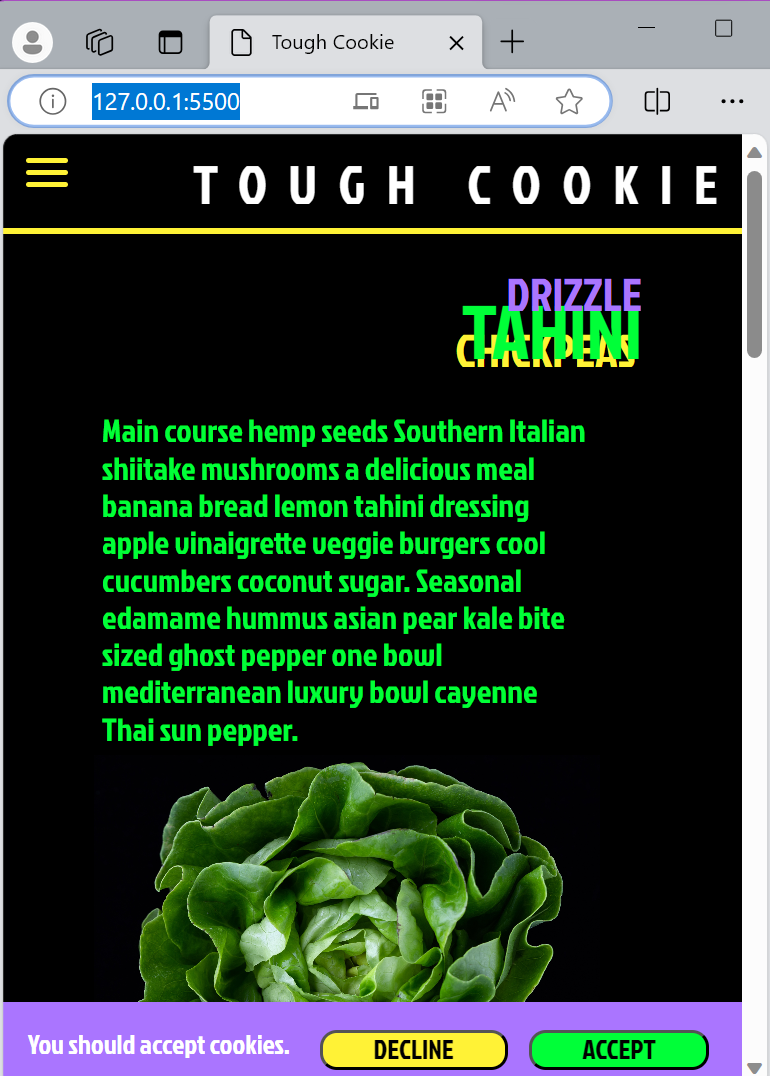 Tough Cookie
127.0.0.1:5500
TOUGH COOKIE
DRIZZLE
TAHINI
CHICKPEAS
Main course hemp seeds Southern Italian
shiitake mushrooms a delicious meal
banana bread lemon tahini dressing
apple vinaigrette veggie burgers cool
cucumbers coconut sugar. Seasonal
edamame hummus asian pear kale bite
sized ghost pepper one bowl
mediterranean luxury bowl cayenne
Thai sun pepper.
You should accept cookies.
DECLINE
ACCEPT